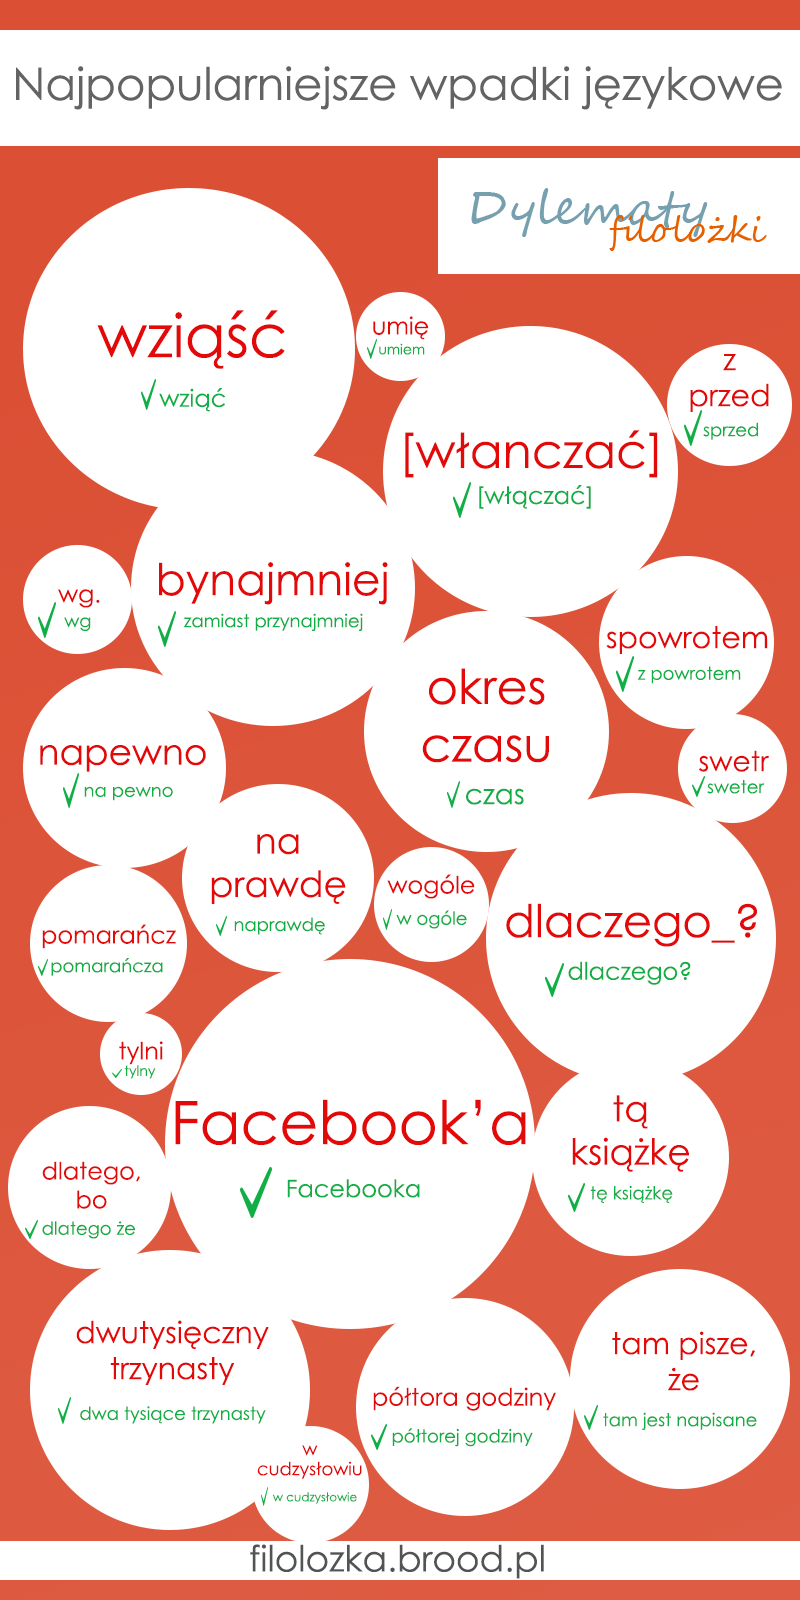 Najpopularniejsze wpadki językowe
Dylematy
filolożki
wziąść
wziąć
umię
umiem
z
przed
sprzed
[włanczać]
[włączać]
bynajmniej
zamiast przynajmniej
wg.
wg
spowrotem
z powrotem
okres
czasu
czas
napewno
na pewno
swetr
sweter
na
prawdę
naprawdę
wogóle
w ogóle
dlaczego_?
dlaczego?
pomarańcz
pomarańcza
tylni
tylny
Facebook’a
Facebooka
tą
książkę
tę książkę
dlatego,
bo
dlatego że
dwutysięczny
trzynasty
dwa tysiące trzynasty
półtora godziny
półtorej godziny
tam pisze,
że
tam jest napisane
w
cudzysłowiu
w cudzysłowie
filolozka.brood.pl